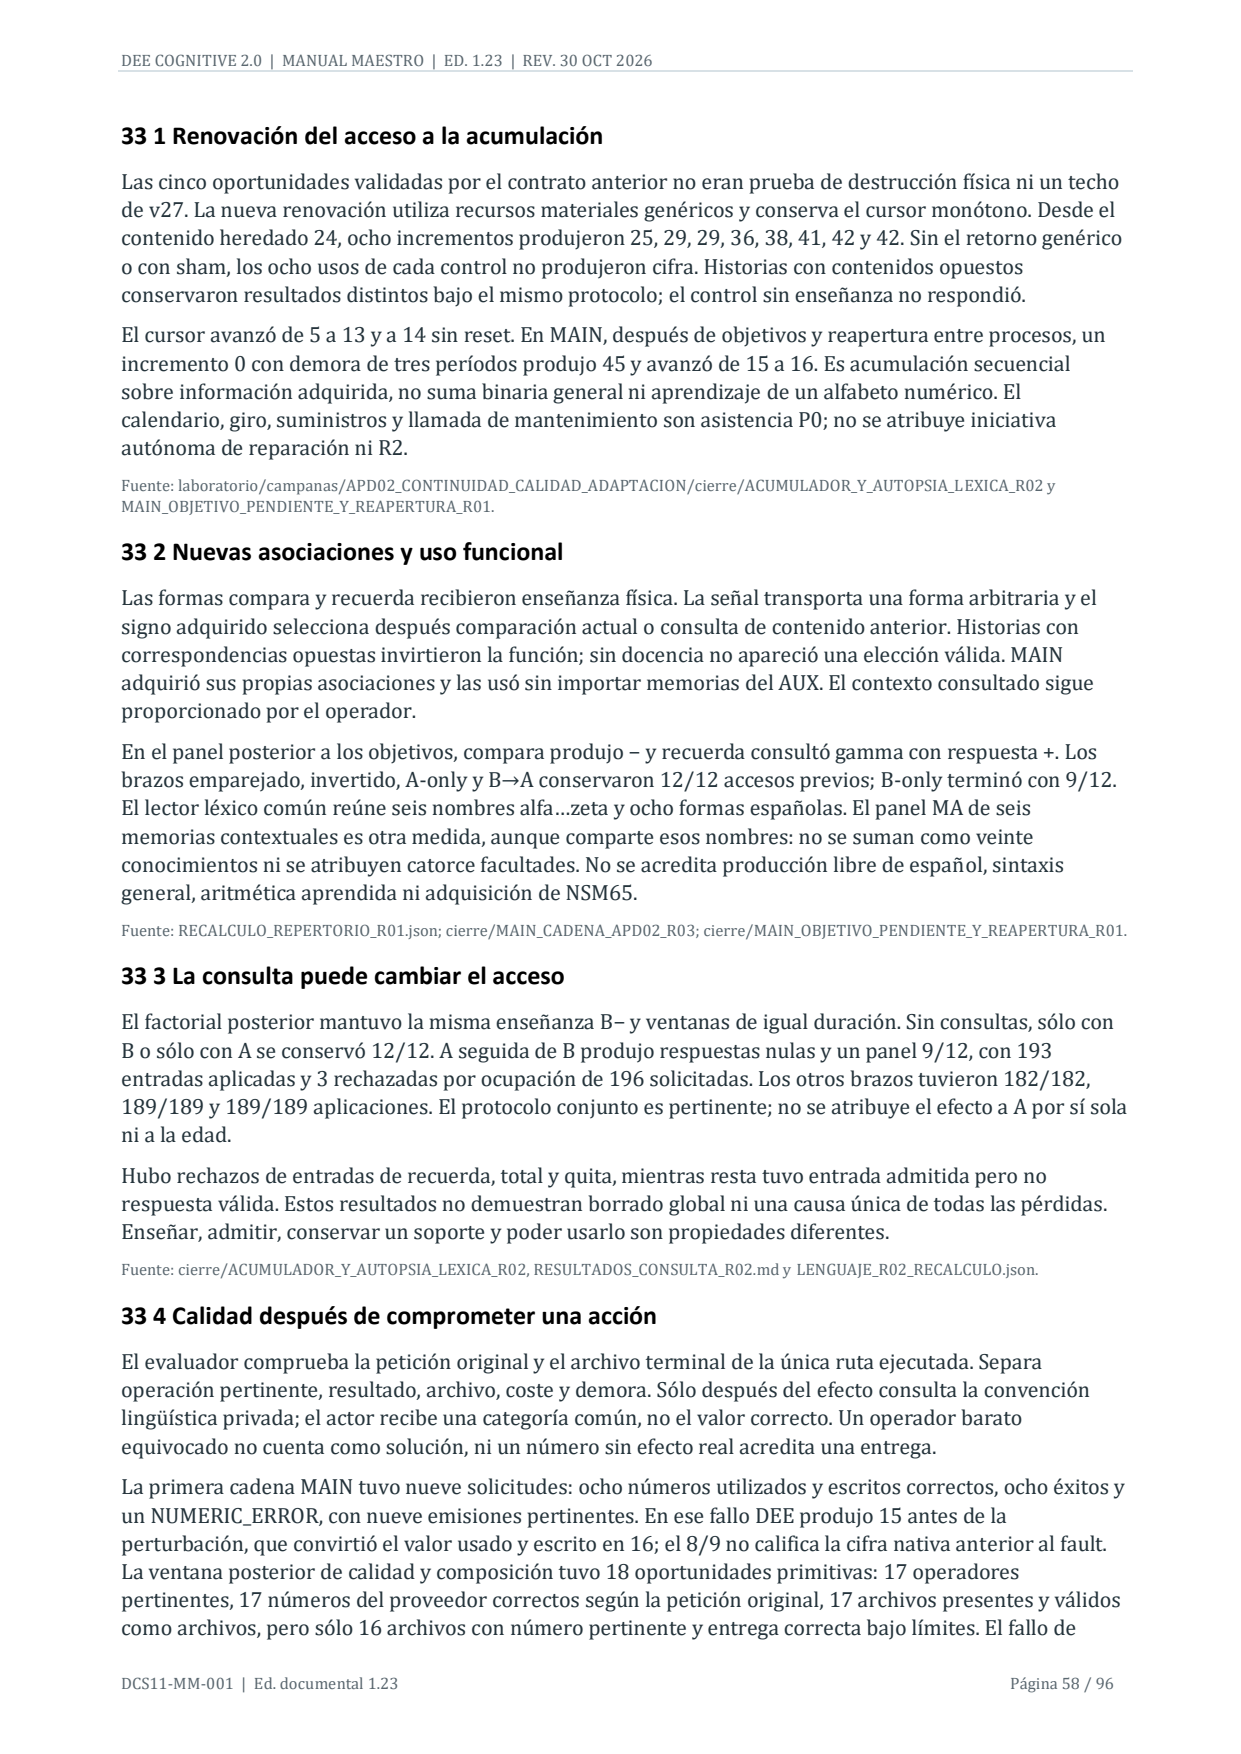 DEE COGNITIVE 2.0 | MANUAL MAESTRO | ED. 1.23 | REV. 30 OCT 2026
33 1 Renovación del acceso a la acumulación
Las cinco oportunidades validadas por el contrato anterior no eran prueba de destrucción física ni un techo
de v27. La nueva renovación utiliza recursos materiales genéricos y conserva el cursor monótono. Desde el
contenido heredado 24, ocho incrementos produjeron 25, 29, 29, 36, 38, 41, 42 y 42. Sin el retorno genérico
o con sham, los ocho usos de cada control no produjeron cifra. Historias con contenidos opuestos
conservaron resultados distintos bajo el mismo protocolo; el control sin enseñanza no respondió.
El cursor avanzó de 5 a 13 y a 14 sin reset. En MAIN, después de objetivos y reapertura entre procesos, un
incremento 0 con demora de tres períodos produjo 45 y avanzó de 15 a 16. Es acumulación secuencial
sobre información adquirida, no suma binaria general ni aprendizaje de un alfabeto numérico. El
calendario, giro, suministros y llamada de mantenimiento son asistencia P0; no se atribuye iniciativa
autónoma de reparación ni R2.
Fuente: laboratorio/campanas/APD02_CONTINUIDAD_CALIDAD_ADAPTACION/cierre/ACUMULADOR_Y_AUTOPSIA_LEXICA_R02 y
MAIN_OBJETIVO_PENDIENTE_Y_REAPERTURA_R01.
33 2 Nuevas asociaciones y uso funcional
Las formas compara y recuerda recibieron enseñanza física. La señal transporta una forma arbitraria y el
signo adquirido selecciona después comparación actual o consulta de contenido anterior. Historias con
correspondencias opuestas invirtieron la función; sin docencia no apareció una elección válida. MAIN
adquirió sus propias asociaciones y las usó sin importar memorias del AUX. El contexto consultado sigue
proporcionado por el operador.
En el panel posterior a los objetivos, compara produjo − y recuerda consultó gamma con respuesta +. Los
brazos emparejado, invertido, A-only y B→A conservaron 12/12 accesos previos; B-only terminó con 9/12.
El lector léxico común reúne seis nombres alfa…zeta y ocho formas españolas. El panel MA de seis
memorias contextuales es otra medida, aunque comparte esos nombres: no se suman como veinte
conocimientos ni se atribuyen catorce facultades. No se acredita producción libre de español, sintaxis
general, aritmética aprendida ni adquisición de NSM65.
Fuente: RECALCULO_REPERTORIO_R01.json; cierre/MAIN_CADENA_APD02_R03; cierre/MAIN_OBJETIVO_PENDIENTE_Y_REAPERTURA_R01.
33 3 La consulta puede cambiar el acceso
El factorial posterior mantuvo la misma enseñanza B− y ventanas de igual duración. Sin consultas, sólo con
B o sólo con A se conservó 12/12. A seguida de B produjo respuestas nulas y un panel 9/12, con 193
entradas aplicadas y 3 rechazadas por ocupación de 196 solicitadas. Los otros brazos tuvieron 182/182,
189/189 y 189/189 aplicaciones. El protocolo conjunto es pertinente; no se atribuye el efecto a A por sí sola
ni a la edad.
Hubo rechazos de entradas de recuerda, total y quita, mientras resta tuvo entrada admitida pero no
respuesta válida. Estos resultados no demuestran borrado global ni una causa única de todas las pérdidas.
Enseñar, admitir, conservar un soporte y poder usarlo son propiedades diferentes.
Fuente: cierre/ACUMULADOR_Y_AUTOPSIA_LEXICA_R02, RESULTADOS_CONSULTA_R02.md y LENGUAJE_R02_RECALCULO.json.
33 4 Calidad después de comprometer una acción
El evaluador comprueba la petición original y el archivo terminal de la única ruta ejecutada. Separa
operación pertinente, resultado, archivo, coste y demora. Sólo después del efecto consulta la convención
lingüística privada; el actor recibe una categoría común, no el valor correcto. Un operador barato
equivocado no cuenta como solución, ni un número sin efecto real acredita una entrega.
La primera cadena MAIN tuvo nueve solicitudes: ocho números utilizados y escritos correctos, ocho éxitos y
un NUMERIC_ERROR, con nueve emisiones pertinentes. En ese fallo DEE produjo 15 antes de la
perturbación, que convirtió el valor usado y escrito en 16; el 8/9 no califica la cifra nativa anterior al fault.
La ventana posterior de calidad y composición tuvo 18 oportunidades primitivas: 17 operadores
pertinentes, 17 números del proveedor correctos según la petición original, 17 archivos presentes y válidos
como archivos, pero sólo 16 archivos con número pertinente y entrega correcta bajo límites. El fallo de
DCS11-MM-001 | Ed. documental 1.23
Página 58 / 96